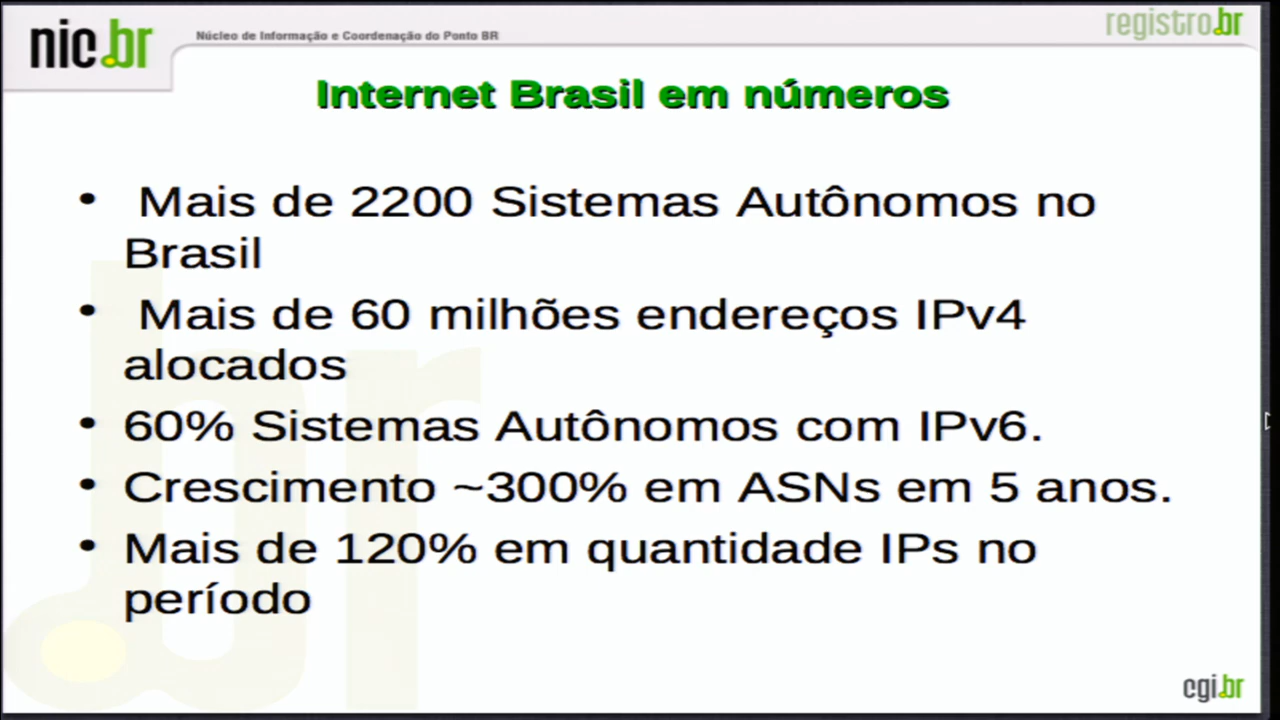 nic.br
Núcleo de Informação e Coordenação do Ponto BR
registro.br
Internet Brasil em números
• Mais de 2200 Sistemas Autônomos no
Brasil
• Mais de 60 milhões endereços IPv4
alocados
• 60% Sistemas Autônomos com IPv6.
• Crescimento ~300% em ASNs em 5 anos.
• Mais de 120% em quantidade IPs no
período
cgi.br